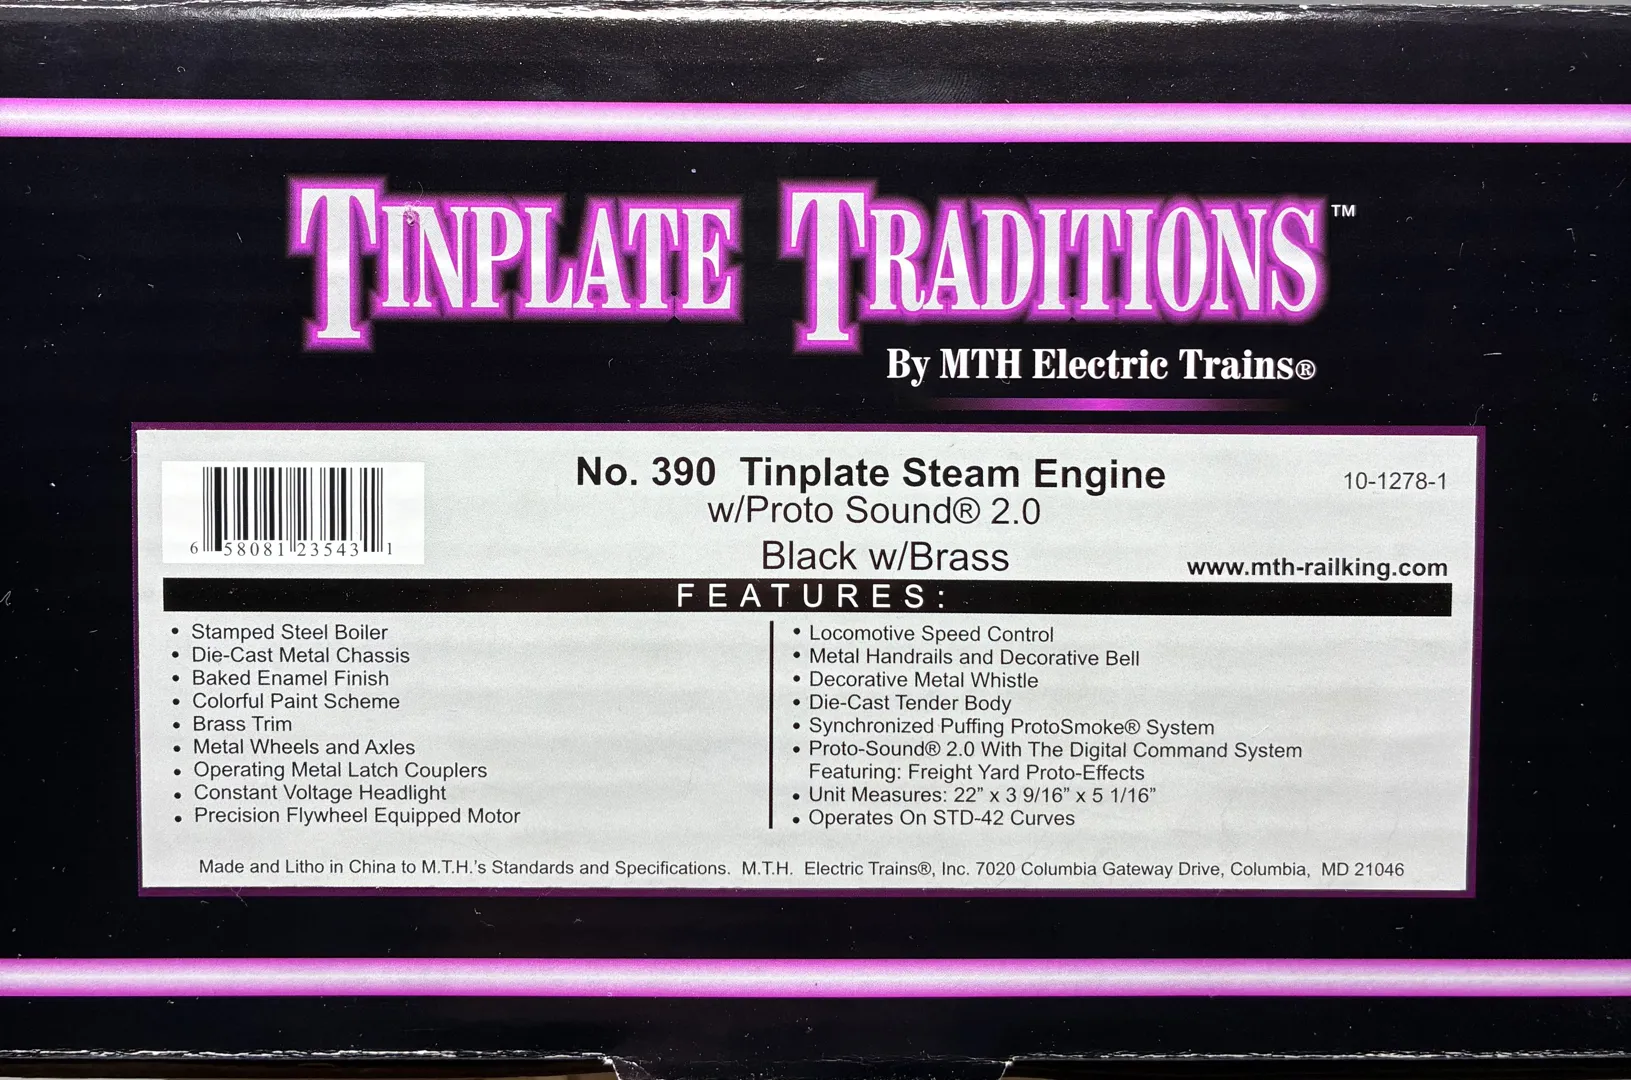 TINPLATE TRADITIONS™
By MTH Electric Trains®
No. 390 Tinplate Steam Engine
10-1278-1
w/Proto Sound® 2.0
Black w/Brass
www.mth-railking.com
6 58081 23543 1
FEATURES:
• Stamped Steel Boiler
• Die-Cast Metal Chassis
• Baked Enamel Finish
• Colorful Paint Scheme
• Brass Trim
• Metal Wheels and Axles
• Operating Metal Latch Couplers
• Constant Voltage Headlight
• Precision Flywheel Equipped Motor
• Locomotive Speed Control
• Metal Handrails and Decorative Bell
• Decorative Metal Whistle
• Die-Cast Tender Body
• Synchronized Puffing ProtoSmoke® System
• Proto-Sound® 2.0 With The Digital Command System
Featuring: Freight Yard Proto-Effects
• Unit Measures: 22” x 3 9/16” x 5 1/16”
• Operates On STD-42 Curves
Made and Litho in China to M.T.H.'s Standards and Specifications. M.T.H. Electric Trains®, Inc. 7020 Columbia Gateway Drive, Columbia, MD 21046